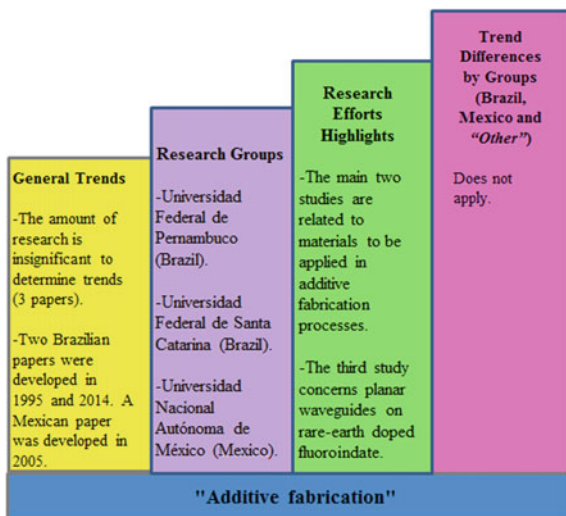 General Trends
-The amount of
research is
insignificant to
determine trends
(3 papers).
-Two Brazilian
papers were
developed in
1995 and 2014. A
Mexican paper
was developed in
2005.
Research Groups
-Universidad
Federal de
Pernambuco
(Brazil).
-Universidad
Federal de Santa
Catarina (Brazil).
-Universidad
Nacional
Autónoma de
México (Mexico).
Research
Efforts
Highlights
-The main two
studies are
related to
materials to be
applied in
additive
fabrication
processes.
-The third study
concerns planar
waveguides on
rare-earth doped
fluoroindate.
Trend
Differences
by Groups
(Brazil,
Mexico and
“Other”)
Does not
apply.
"Additive fabrication"